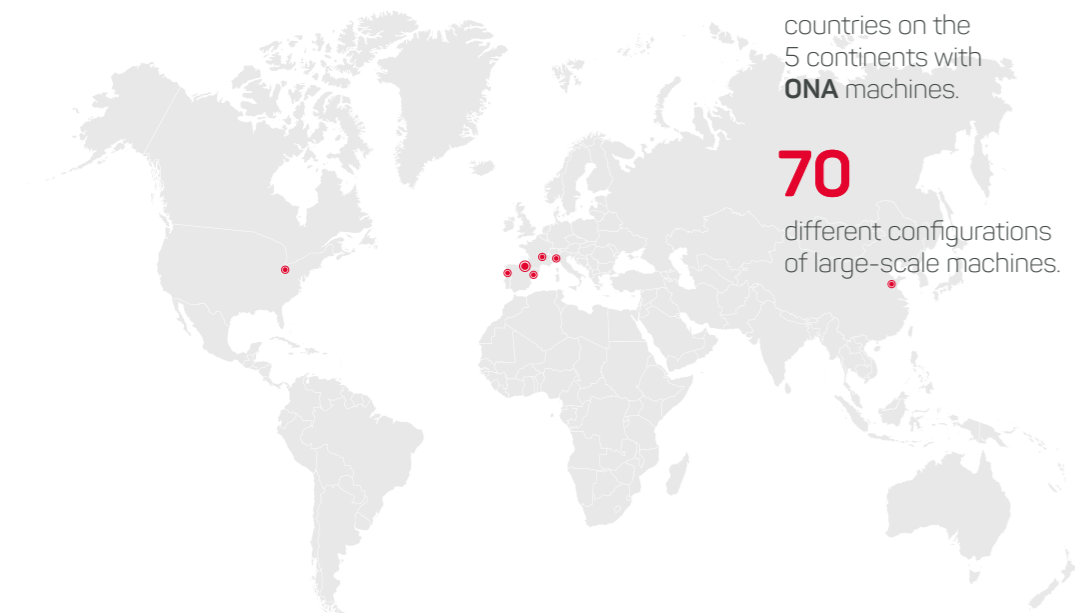 countries on the
5 continents with
ONA machines.
70
different configurations
of large-scale machines.